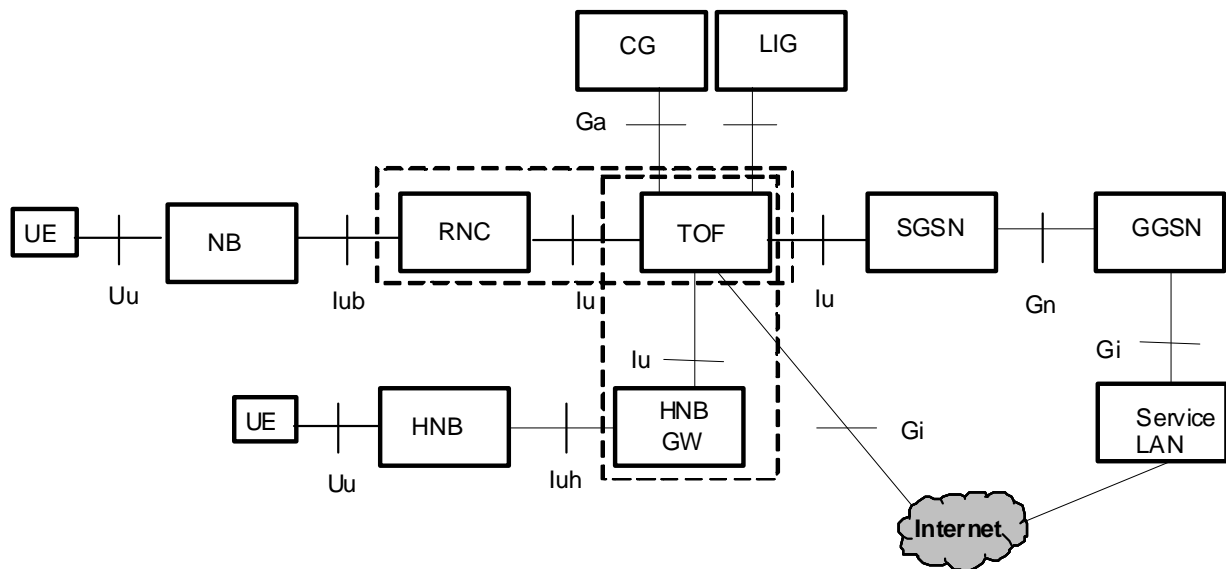 CG
LIG
Ga
UE
NB
RNC
TOF
SGSN
GGSN
Uu
Iub
Iu
Iu
Gn
Iu
Gi
UE
HNB
HNB
GW
Gi
Service
LAN
Uu
Iuh
Internet